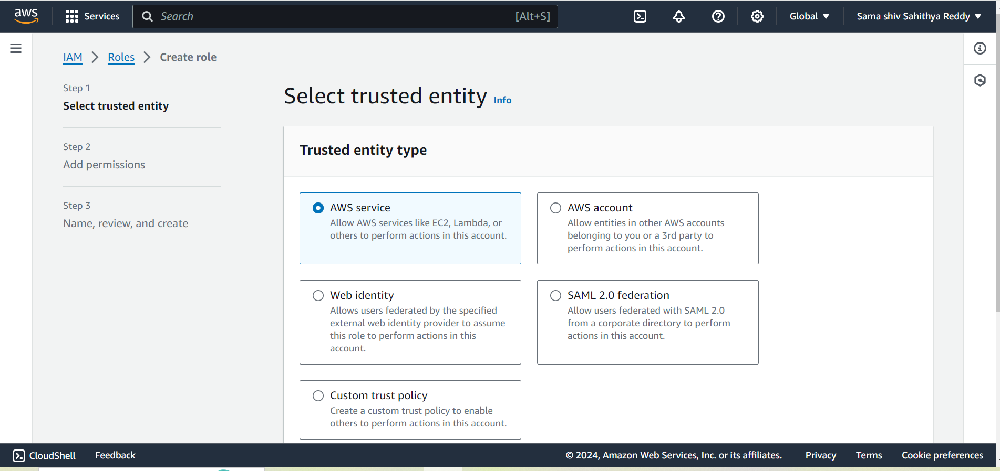 aws
Services
Search
[Alt+S]
Global
Sama shiv Sahithya Reddy
IAM
Roles
Create role
Step 1
Select trusted entity
Step 2
Add permissions
Step 3
Name, review, and create
Select trusted entity Info
Trusted entity type
AWS service
Allow AWS services like EC2, Lambda, or
others to perform actions in this account.
AWS account
Allow entities in other AWS accounts
belonging to you or a 3rd party to
perform actions in this account.
Web identity
Allows users federated by the specified
external web identity provider to assume
this role to perform actions in this
account.
SAML 2.0 federation
Allow users federated with SAML 2.0
from a corporate directory to perform
actions in this account.
Custom trust policy
Create a custom trust policy to enable
others to perform actions in this account.
CloudShell
Feedback
© 2024, Amazon Web Services, Inc. or its affiliates.
Privacy
Terms
Cookie preferences